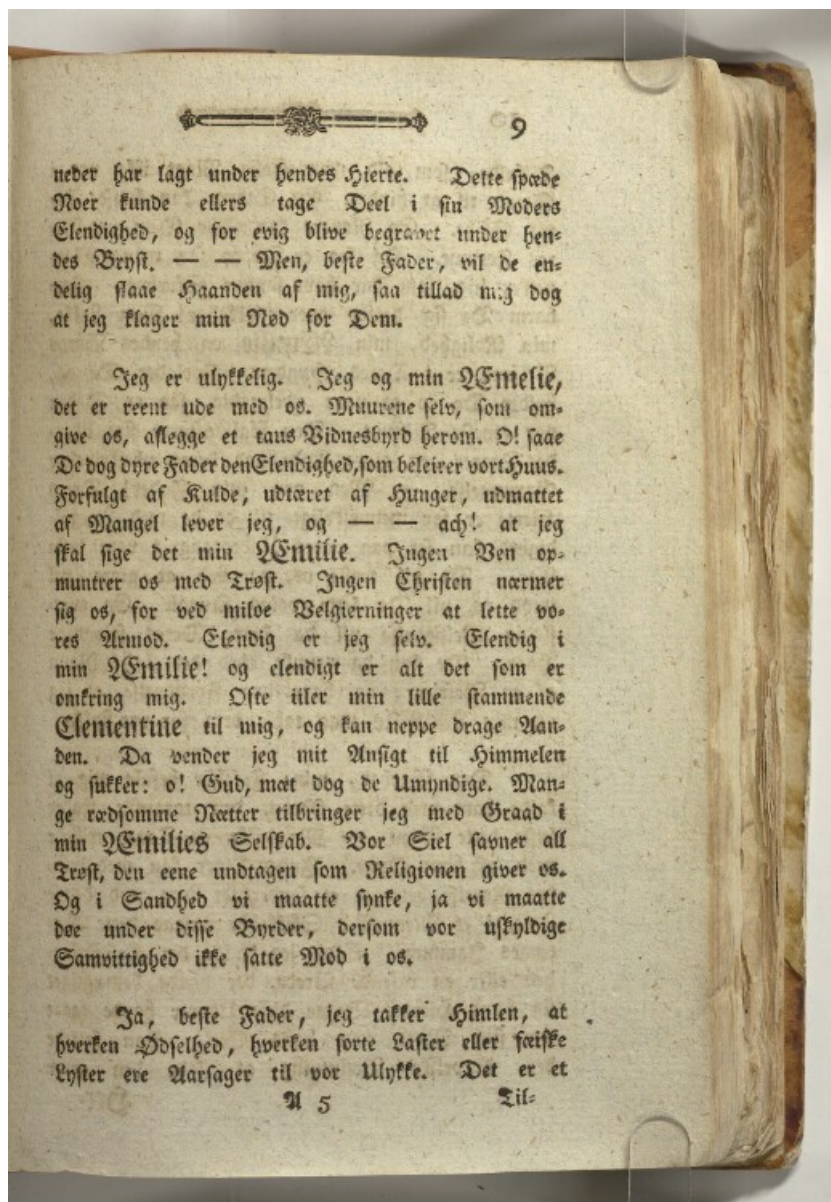 9
neder har lagt under hendes Hierte. Dette spæde
Noer kunde ellers tage Deel i sin Moders
Elendighed, og for evig blive begravet under hen-
des Bryst. — — Men, beste Fader, vil de en-
delig slaae Haanden af mig, saa tillad mig dog
at jeg klager min Nød for Dem.
Jeg er ulykkelig. Jeg og min Æmelie,
det er reent ude med os. Muurene selv, som om-
give os, aflegge et taus Vidnesbyrd herom. O! saae
De dog dyre Fader den Elendighed, som beleirer vort Huus.
Forfulgt af Kulde, udtæret af Hunger, udmattet
af Mangel lever jeg, og — — ach! at jeg
skal sige det min Æmilie. Ingen Ven op-
muntrer os med Trøst. Ingen Christen nærmer
sig os, for ved milde Velgierninger at lette vo-
res Armod. Elendig er jeg selv. Elendig i
min Æmilie! og elendigt er alt det som er
omkring mig. Ofte iiler min lille stammende
Clementine til mig, og kan neppe drage Aan-
den. Da vender jeg mit Ansigt til Himmelen
og sukker: o! Gud, mæt dog de Umyndige. Man-
ge rædsomme Nætter tilbringer jeg med Graad i
min Æmilies Selskab. Vor Siel savner all
Trøst, den eene undtagen som Religionen giver os.
Og i Sandhed vi maatte synke, ja vi maatte
døe under disse Byrder, dersom vor uskyldige
Samvittighed ikke satte Mod i os.
Ja, beste Fader, jeg takker Himlen, at
hverken Ødselhed, hverken sorte Laster eller fæiske
Lyster ere Aarsager til vor Ulykke. Det er et
A 5 Til-